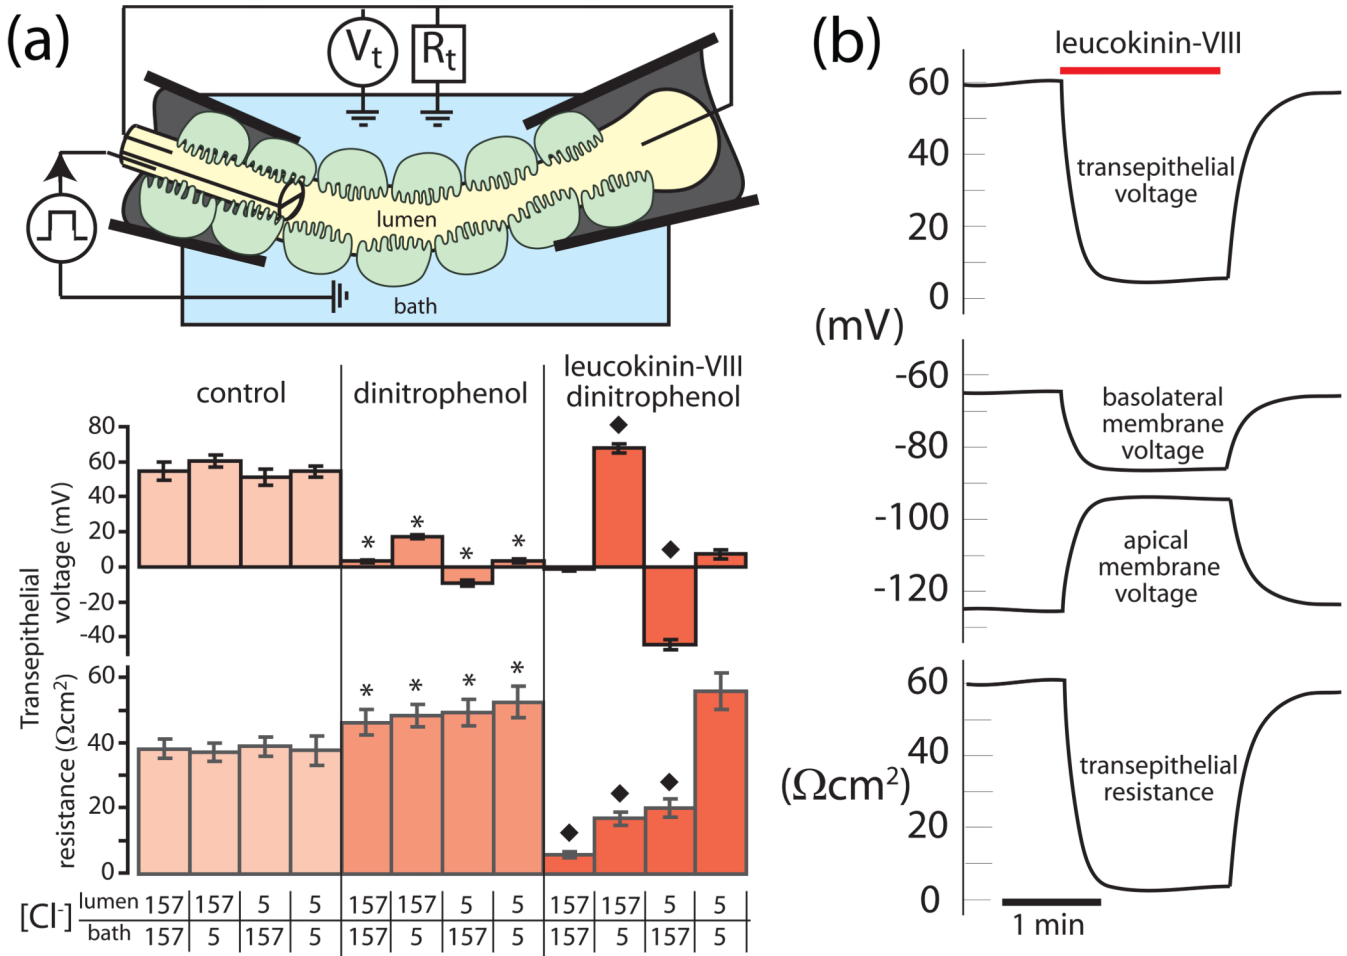 (a)
Vt
Rt
lumen
bath
control
dinitrophenol
leucokinin-VIII
dinitrophenol
Transepithelial
voltage (mV)
80
60
40
20
0
-20
-40
*
*
*
*
◆
◆
resistance (Ωcm²)
60
40
20
0
*
*
*
*
◆
◆
◆
[Cl-]
lumen 157 157 5 5 157 157 5 5 157 157 5 5
bath 157 5 157 5 157 5 157 5 157 5 157 5
(b)
leucokinin-VIII
60
40
20
0
transepithelial
voltage
(mV)
-60
-80
-100
-120
basolateral
membrane
voltage
apical
membrane
voltage
60
40
20
0
(Ωcm²)
transepithelial
resistance
1 min